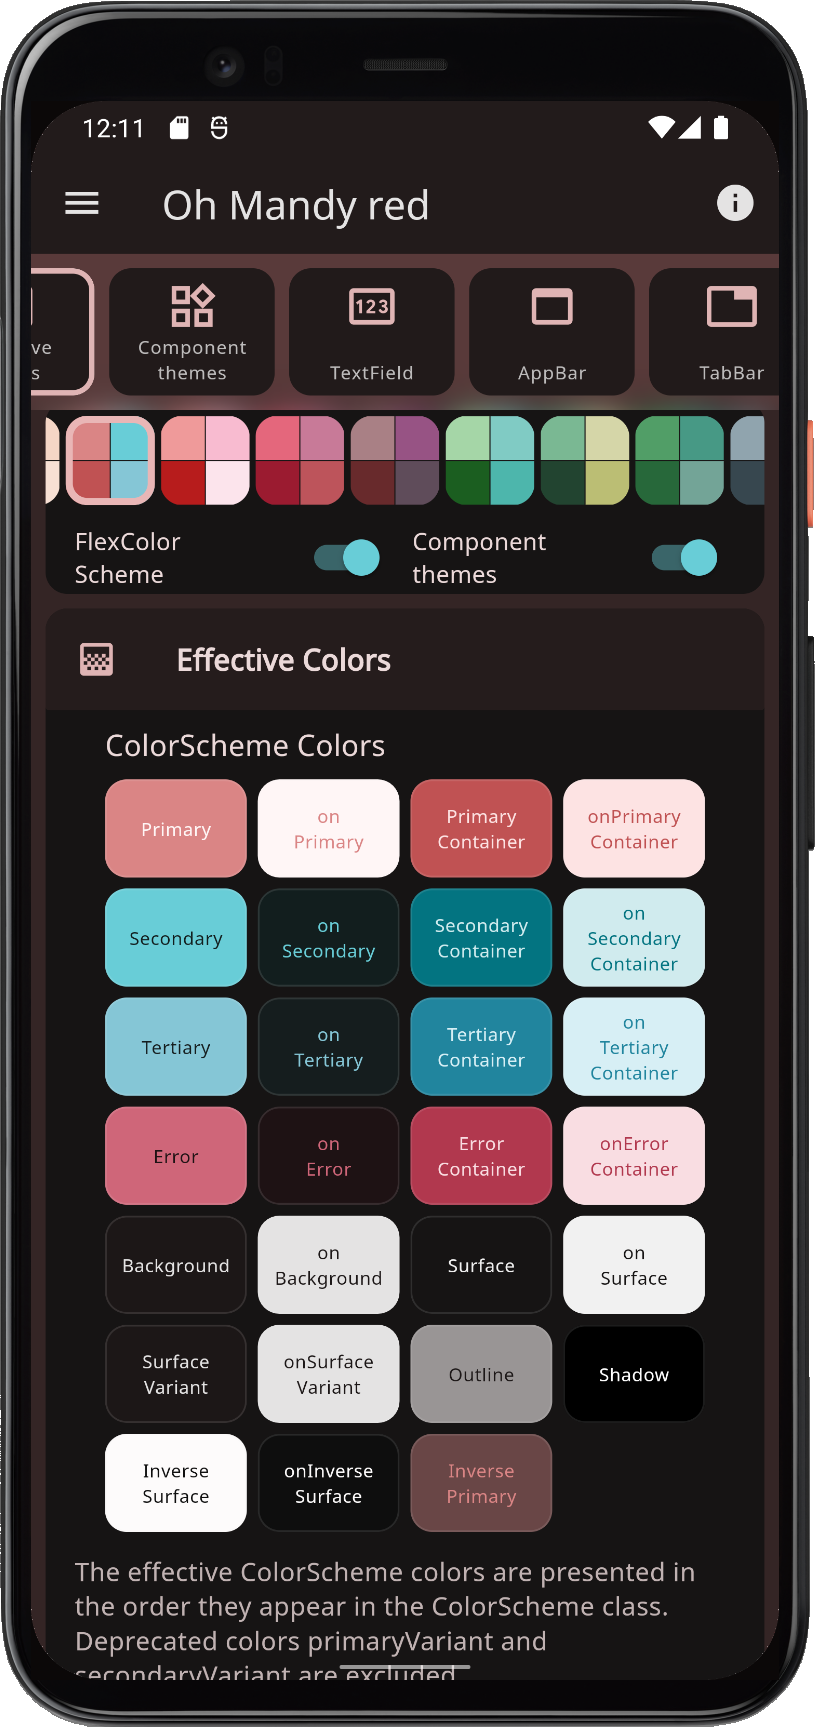 12:11
Oh Mandy red
ve
s
Component
themes
123
TextField
AppBar
TabBar
FlexColor
Scheme
Component
themes
Effective Colors
ColorScheme Colors
Primary
on
Primary
Primary
Container
onPrimary
Container
Secondary
on
Secondary
Secondary
Container
on
Secondary
Container
Tertiary
on
Tertiary
Tertiary
Container
on
Tertiary
Container
Error
on
Error
Error
Container
onError
Container
Background
on
Background
Surface
on
Surface
Surface
Variant
onSurface
Variant
Outline
Shadow
Inverse
Surface
onInverse
Surface
Inverse
Primary
The effective ColorScheme colors are presented in
the order they appear in the ColorScheme class.
Deprecated colors primaryVariant and
secondaryVariant are excluded